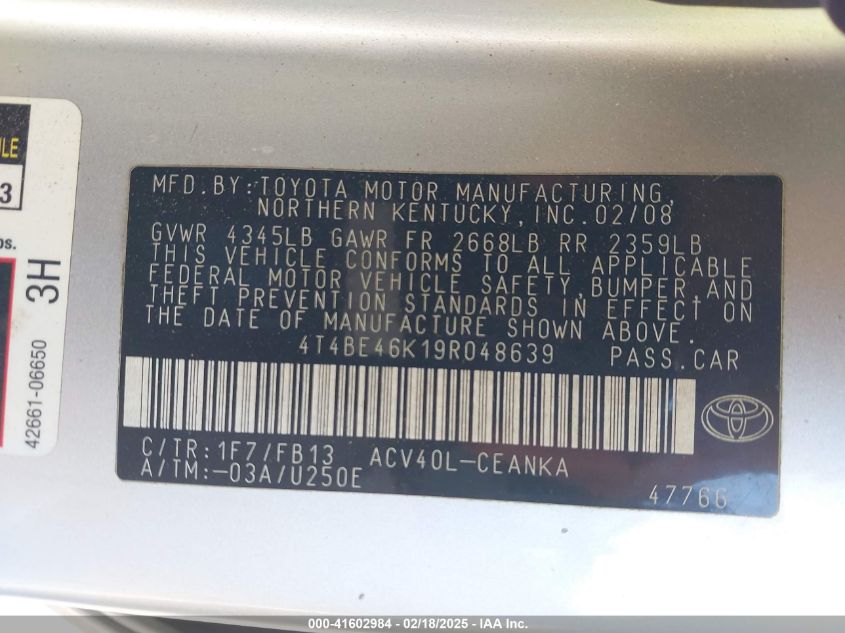 ILE
3
os.
3H
42661-06650
MFD. BY: TOYOTA MOTOR MANUFACTURING,
NORTHERN KENTUCKY, INC. 02/08
GVWR 4345LB GAWR FR 2668LB RR 2359LB
THIS VEHICLE CONFORMS TO ALL APPLICABLE
FEDERAL MOTOR VEHICLE SAFETY, BUMPER, AND
THEFT PREVENTION STANDARDS IN EFFECT ON
THE DATE OF MANUFACTURE SHOWN ABOVE.
4T4BE46K19R048639 PASS. CAR
C/TR: 1F7/FB13 ACV40L-CEANKA
A/TM: -03A/U250E
47766
000-41602984 - 02/18/2025 - IAA Inc.